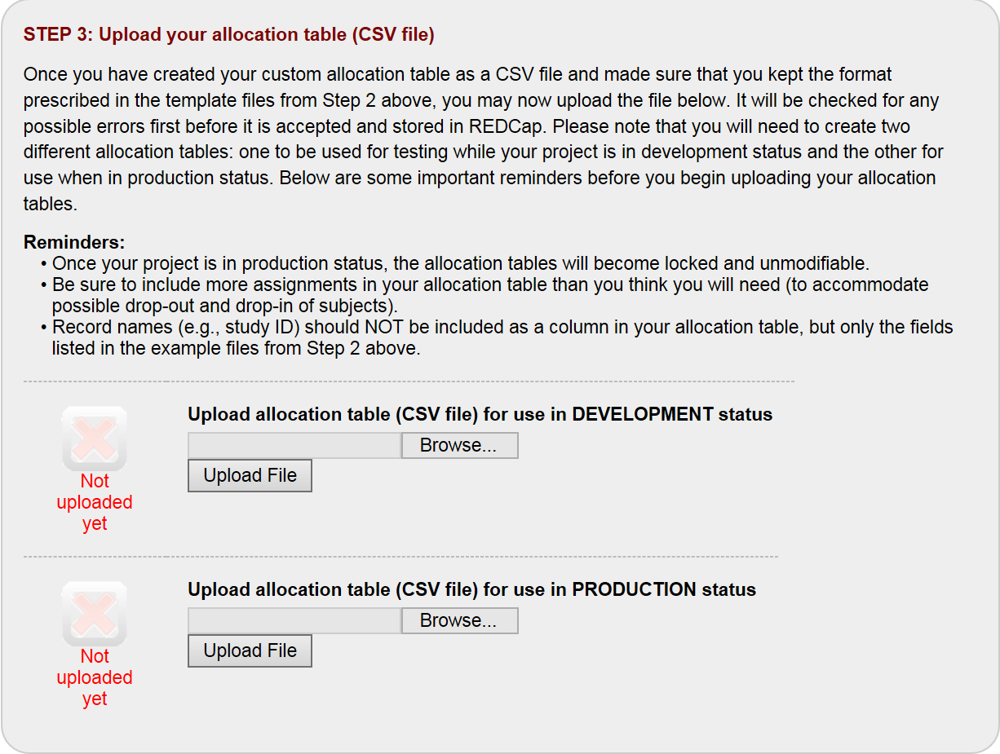 STEP 3: Upload your allocation table (CSV file)
Once you have created your custom allocation table as a CSV file and made sure that you kept the format
prescribed in the template files from Step 2 above, you may now upload the file below. It will be checked for any
possible errors first before it is accepted and stored in REDCap. Please note that you will need to create two
different allocation tables: one to be used for testing while your project is in development status and the other for
use when in production status. Below are some important reminders before you begin uploading your allocation
tables.
Reminders:
• Once your project is in production status, the allocation tables will become locked and unmodifiable.
• Be sure to include more assignments in your allocation table than you think you will need (to accommodate
possible drop-out and drop-in of subjects).
• Record names (e.g., study ID) should NOT be included as a column in your allocation table, but only the fields
listed in the example files from Step 2 above.
Upload allocation table (CSV file) for use in DEVELOPMENT status
Browse...
Upload File
Not
uploaded
yet
Upload allocation table (CSV file) for use in PRODUCTION status
Browse...
Upload File
Not
uploaded
yet